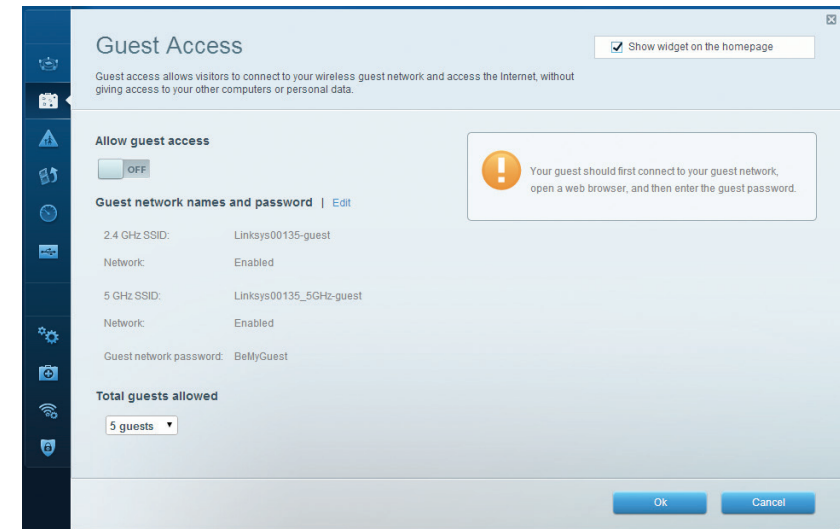 Guest Access
Show widget on the homepage
Guest access allows visitors to connect to your wireless guest network and access the Internet, without
giving access to your other computers or personal data.
Allow guest access
OFF
Your guest should first connect to your guest network,
open a web browser, and then enter the guest password.
Guest network names and password | Edit
2.4 GHz SSID: Linksys00135-guest
Network: Enabled
5 GHz SSID: Linksys00135_5GHz-guest
Network: Enabled
Guest network password: BeMyGuest
Total guests allowed
5 guests
Ok Cancel